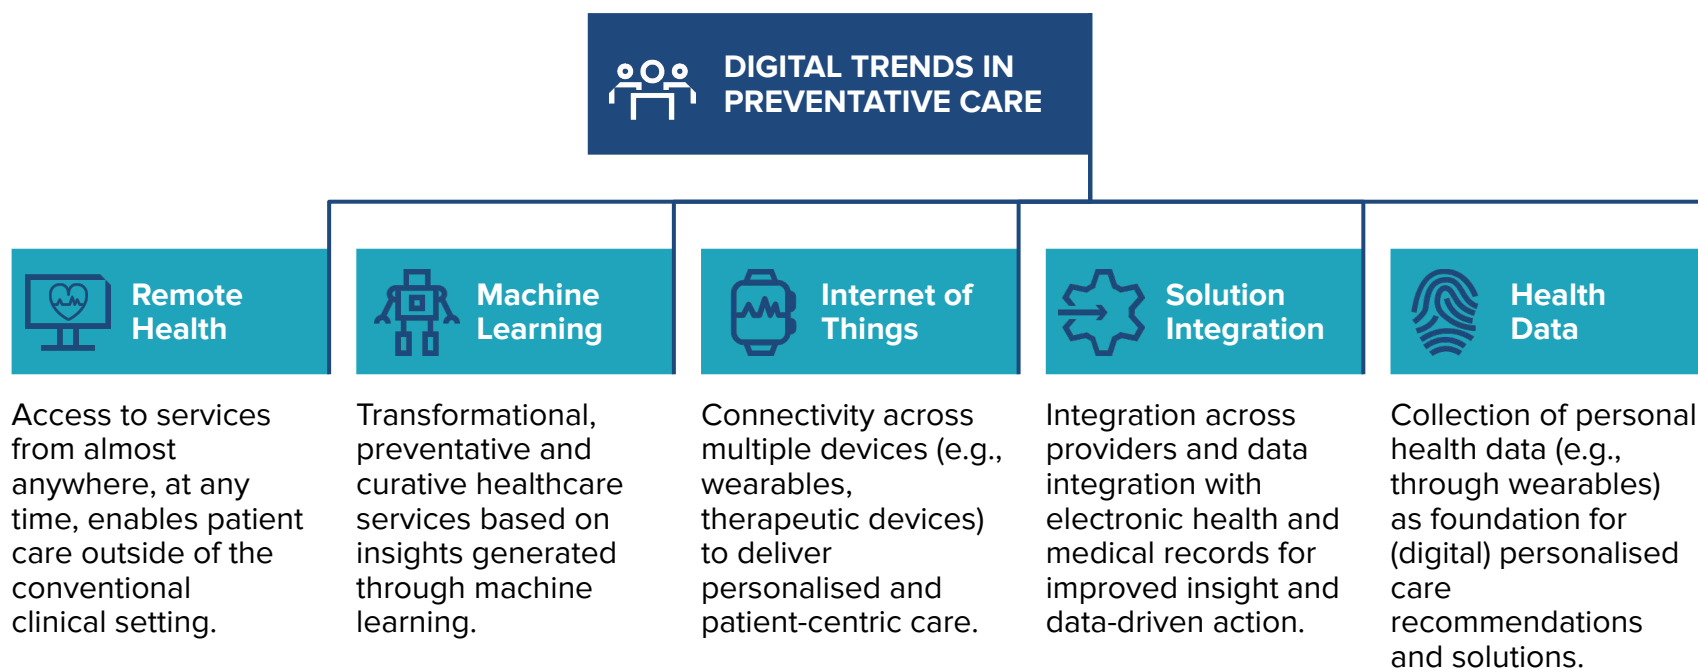 DIGITAL TRENDS IN
PREVENTATIVE CARE
Remote
Health
Access to services
from almost
anywhere, at any
time, enables patient
care outside of the
conventional
clinical setting.
Machine
Learning
Transformational,
preventative and
curative healthcare
services based on
insights generated
through machine
learning.
Internet of
Things
Connectivity across
multiple devices (e.g.,
wearables,
therapeutic devices)
to deliver
personalised and
patient-centric care.
Solution
Integration
Integration across
providers and data
integration with
electronic health and
medical records for
improved insight and
data-driven action.
Health
Data
Collection of personal
health data (e.g.,
through wearables)
as foundation for
(digital) personalised
care
recommendations
and solutions.